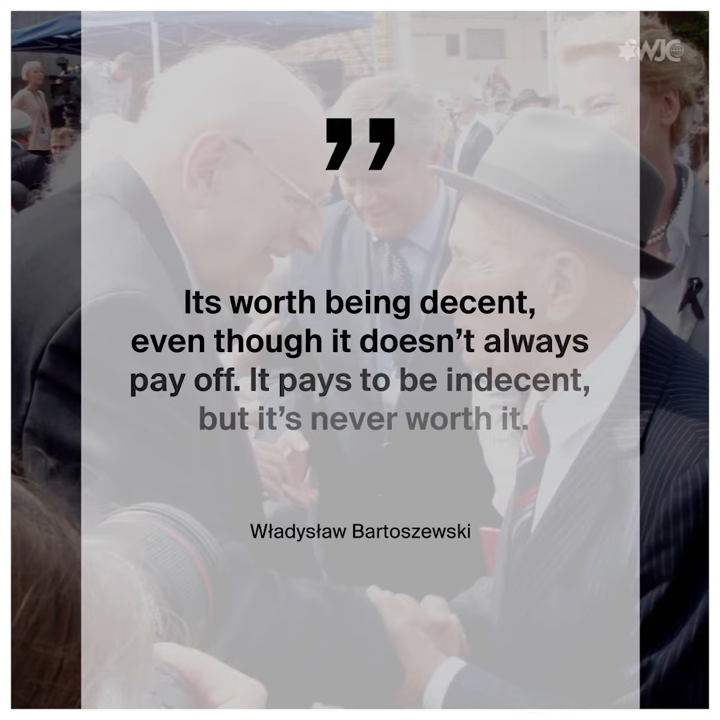 WJC
"
Its worth being decent,
even though it doesn't always
pay off. It pays to be indecent,
but it's never worth it.
Władysław Bartoszewski